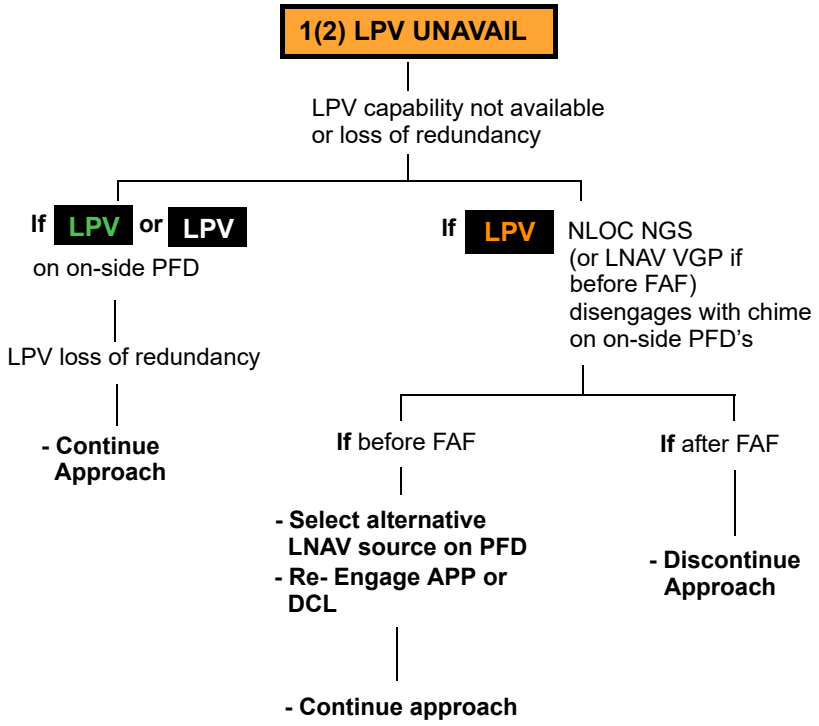 1(2) LPV UNAVAIL
LPV capability not available
or loss of redundancy
If LPV or LPV
on on-side PFD
LPV loss of redundancy
- Continue
Approach
If LPV NLOC NGS
(or LNAV VGP if
before FAF)
disengages with chime
on on-side PFD’s
If before FAF
- Select alternative
LNAV source on PFD
- Re- Engage APP or
DCL
- Continue approach
If after FAF
- Discontinue
Approach